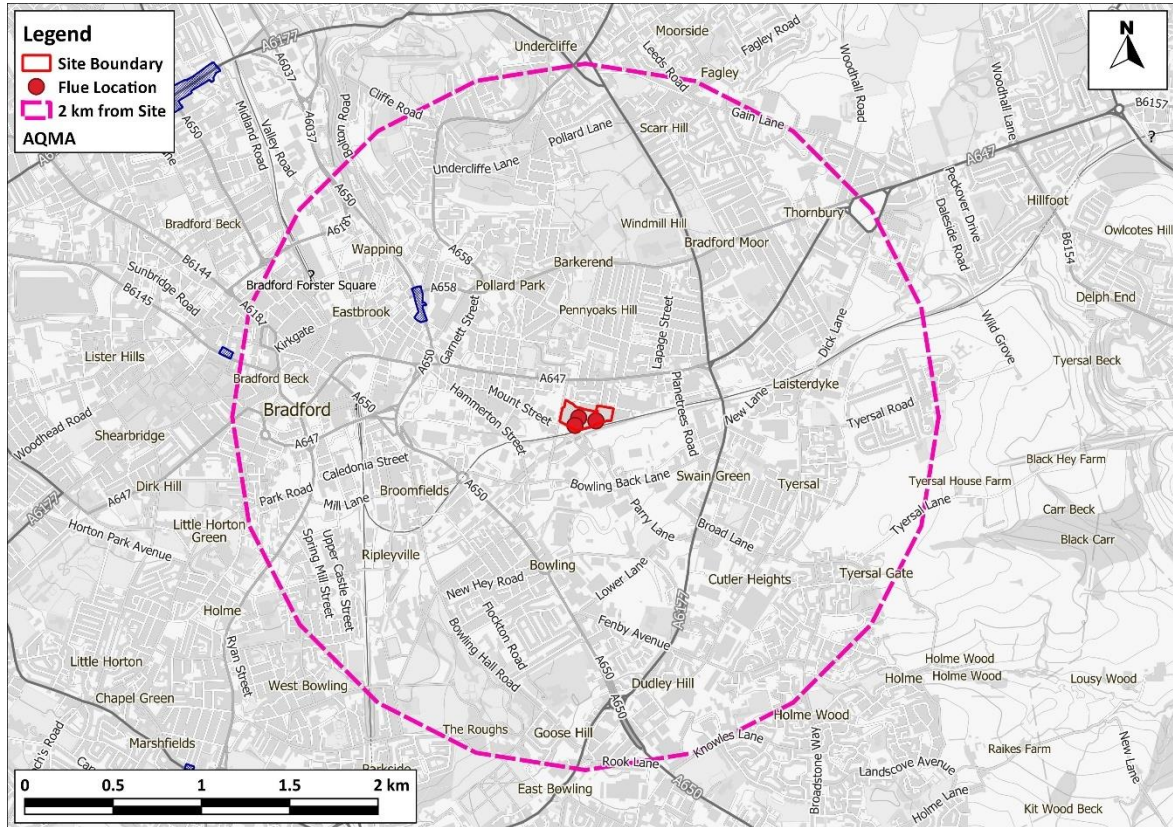 Legend
Site Boundary
Flue Location
2 km from Site
AQMA
N
A6177
Undercliffe
Moorside
Fagley Road
Leeds Road
Fagley
Woodhall Road
Woodhall Lane
B6157
?
A6037
A650
Midland Road
Valley Road
A6037
Bolton Road
Cliffe Road
Gain Lane
Scarr Hill
Pollard Lane
Undercliffe Lane
A647
Lane
A650
Bradford Beck
A6181
Wapping
Windmill Hill
Thornbury
Peckover Drive
Daleside Road
Hillfoot
Owlcotes Hill
Bradford Moor
B6144
A658
Barkerend
B6154
Sunbridge Road
?
B6145
Bradford Forster Square
A658
Pollard Park
Delph End
A6181
Eastbrook
Pennyoaks Hill
Kirkgate
Garnett Street
Lapage Street
Dick Lane
Wild Grove
Lister Hills
A650
Tyersal Beck
Bradford Beck
A647
Laisterdyke
Bradford
A650
Hammerton Street
Mount Street
Planetrees Road
New Lane
Tyersal Road
Woodhead Road
Shearbridge
A647
Caledonia Street
Black Hey Farm
Bowling Back Lane
Swain Green
Dirk Hill
Park Road
Mill Lane
Broomfields
A650
Tyersal
Tyersal House Farm
A6177
A647
Parry Lane
Tyersal Lane
Carr Beck
Little Horton
Green
Horton Park Avenue
Broad Lane
Black Carr
Spring Mill Street
Upper Castle Street
Ripleyville
Bowling
New Hey Road
Lower Lane
Cutler Heights
Tyersal Gate
Holme
Flockton Road
Bowling Hall Road
Fenby Avenue
A6177
Ryan Street
A650
Little Horton
Holme Wood
Holme
Holme Wood
Lousy Wood
West Bowling
Dudley Hill
Chapel Green
A650
Holme Wood
The Roughs
Goose Hill
Knowles Lane
Marshfields
Broadstone Way
Raikes Farm
New Lane
Parkside
Rook Lane
Landscove Avenue
A650
East Bowling
Holme Lane
Kit Wood Beck
0 0.5 1 1.5 2 km